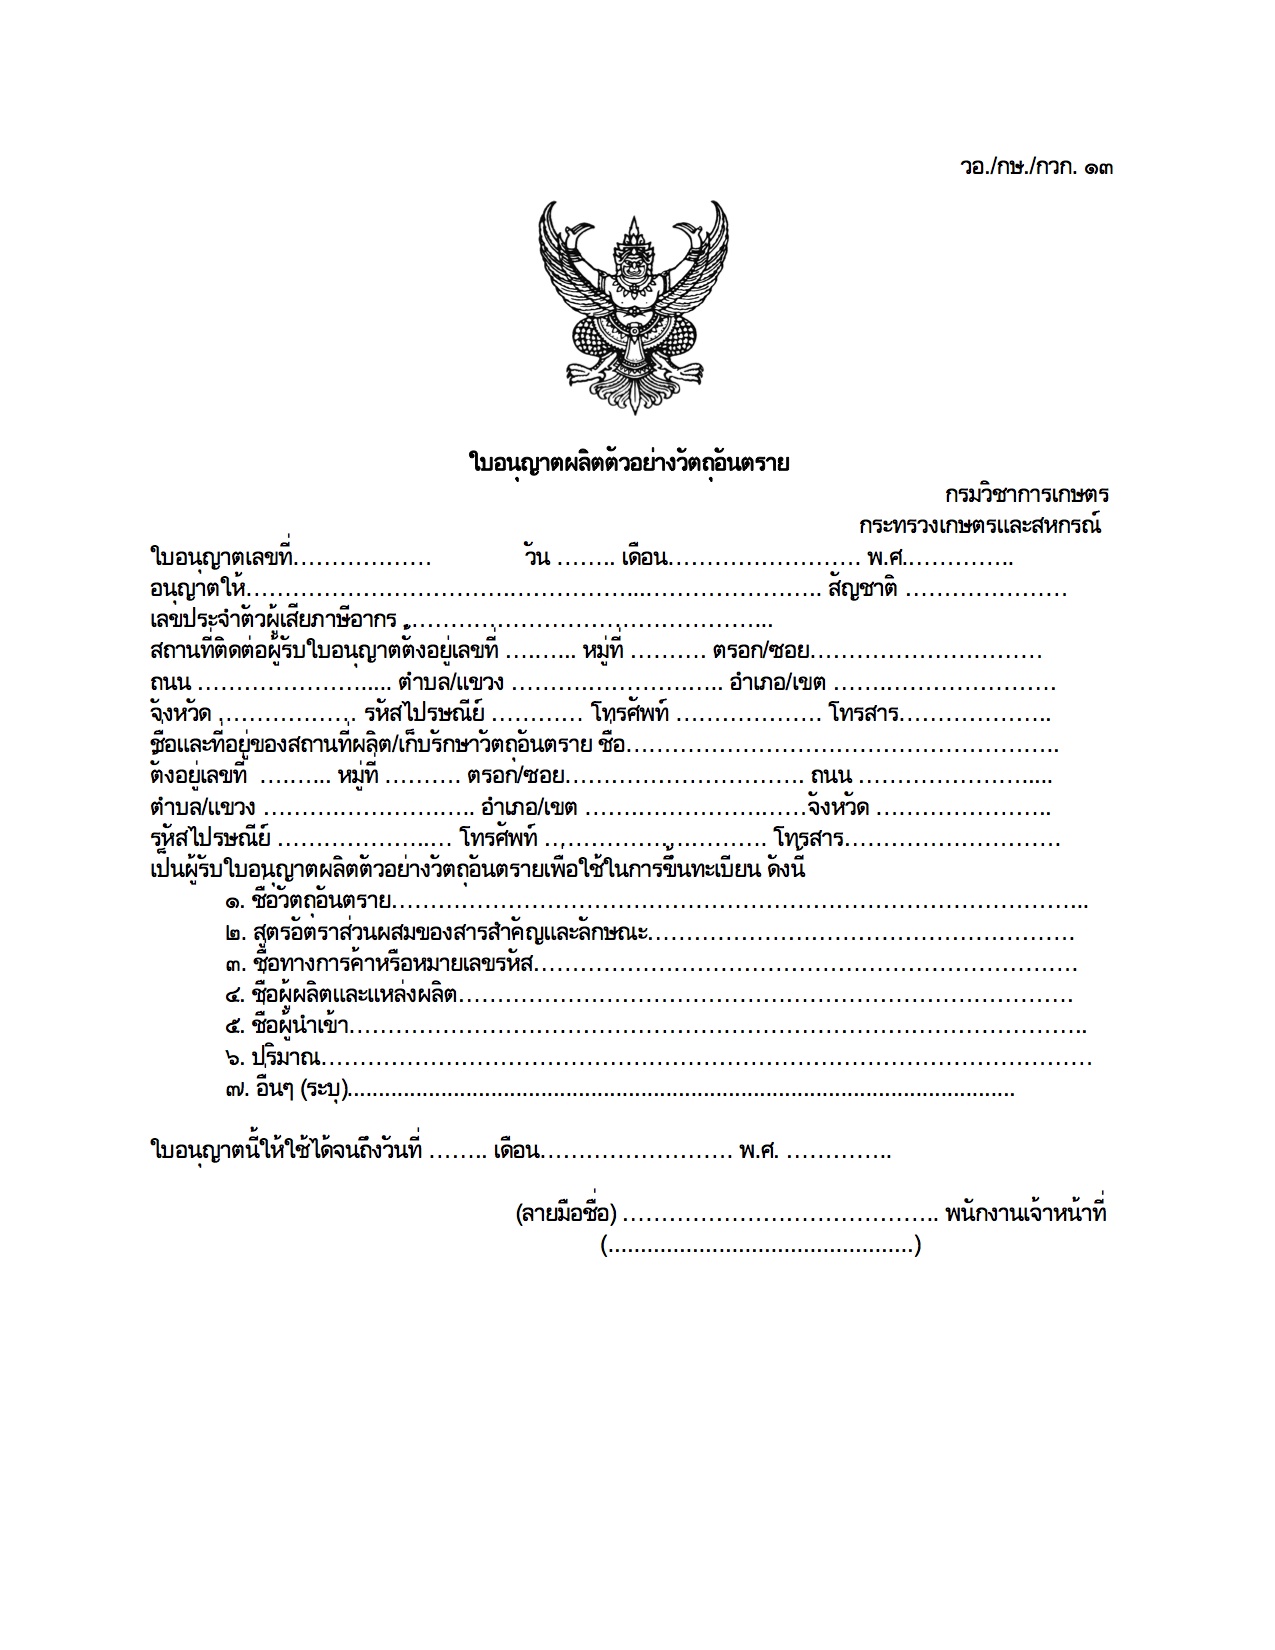 วอ./กษ./กวก. ๑๓
ใบอนุญาตผลิตตัวอย่างวัตถุอันตราย
กรมวิชาการเกษตร
กระทรวงเกษตรและสหกรณ์
ใบอนุญาตเลขที่.................. วัน ........ เดือน......................... พ.ศ...............
อนุญาตให้........................................................................... สัญชาติ .....................
เลขประจำตัวผู้เสียภาษีอากร ................................................
สถานที่ติดต่อผู้รับใบอนุญาตตั้งอยู่เลขที่ ......... หมู่ที่ .......... ตรอก/ซอย..............................
ถนน .......................... ตำบล/แขวง ........................... อำเภอ/เขต .............................
จังหวัด .................. รหัสไปรษณีย์ ............ โทรศัพท์ ................... โทรสาร....................
ชื่อและที่อยู่ของสถานที่ผลิต/เก็บรักษาวัตถุอันตราย ชื่อ........................................................
ตั้งอยู่เลขที่ ......... หมู่ที่ .......... ตรอก/ซอย............................... ถนน .........................
ตำบล/แขวง ........................... อำเภอ/เขต .............................จังหวัด .......................
รหัสไปรษณีย์ ....................... โทรศัพท์ ............................. โทรสาร............................
เป็นผู้รับใบอนุญาตผลิตตัวอย่างวัตถุอันตรายเพื่อใช้ในการขึ้นทะเบียน ดังนี้
๑. ชื่อวัตถุอันตราย.........................................................................................
๒. สูตรอัตราส่วนผสมของสารสำคัญและลักษณะ.......................................................
๓. ชื่อทางการค้าหรือหมายเลขรหัส......................................................................
๔. ชื่อผู้ผลิตและแหล่งผลิต...............................................................................
๕. ชื่อผู้นำเข้า...............................................................................................
๖. ปริมาณ...................................................................................................
๗. อื่นๆ (ระบุ)...........................................................................................................
ใบอนุญาตนี้ให้ใช้ได้จนถึงวันที่ ........ เดือน......................... พ.ศ. ..............
(ลายมือชื่อ) ......................................... พนักงานเจ้าหน้าที่
(...............................................)